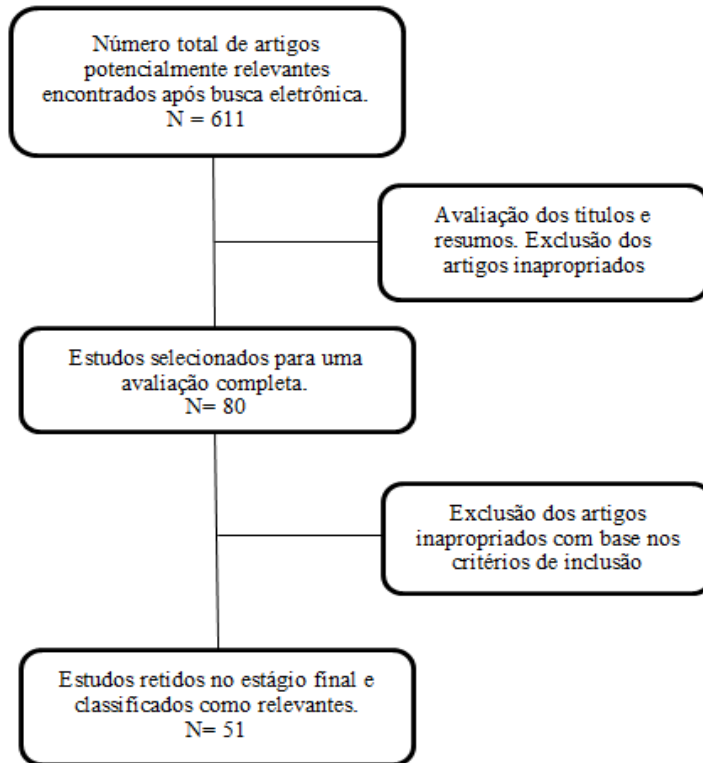 Número total de artigos
potencialmente relevantes
encontrados após busca eletrônica.
N = 611
Avaliação dos titulos e
resumos. Exclusão dos
artigos inapropriados
Estudos selecionados para uma
avaliação completa.
N= 80
Exclusão dos artigos
inapropriados com base nos
critérios de inclusão
Estudos retidos no estágio final e
classificados como relevantes.
N= 51